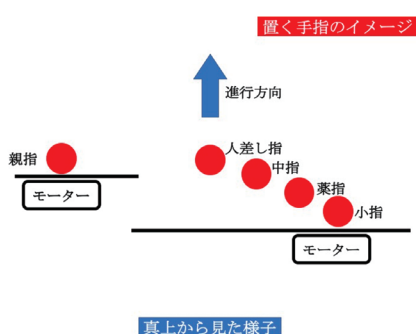 置く手指のイメージ
進行方向
親指
人差し指
中指
薬指
小指
モーター
モーター
真上から見た様子